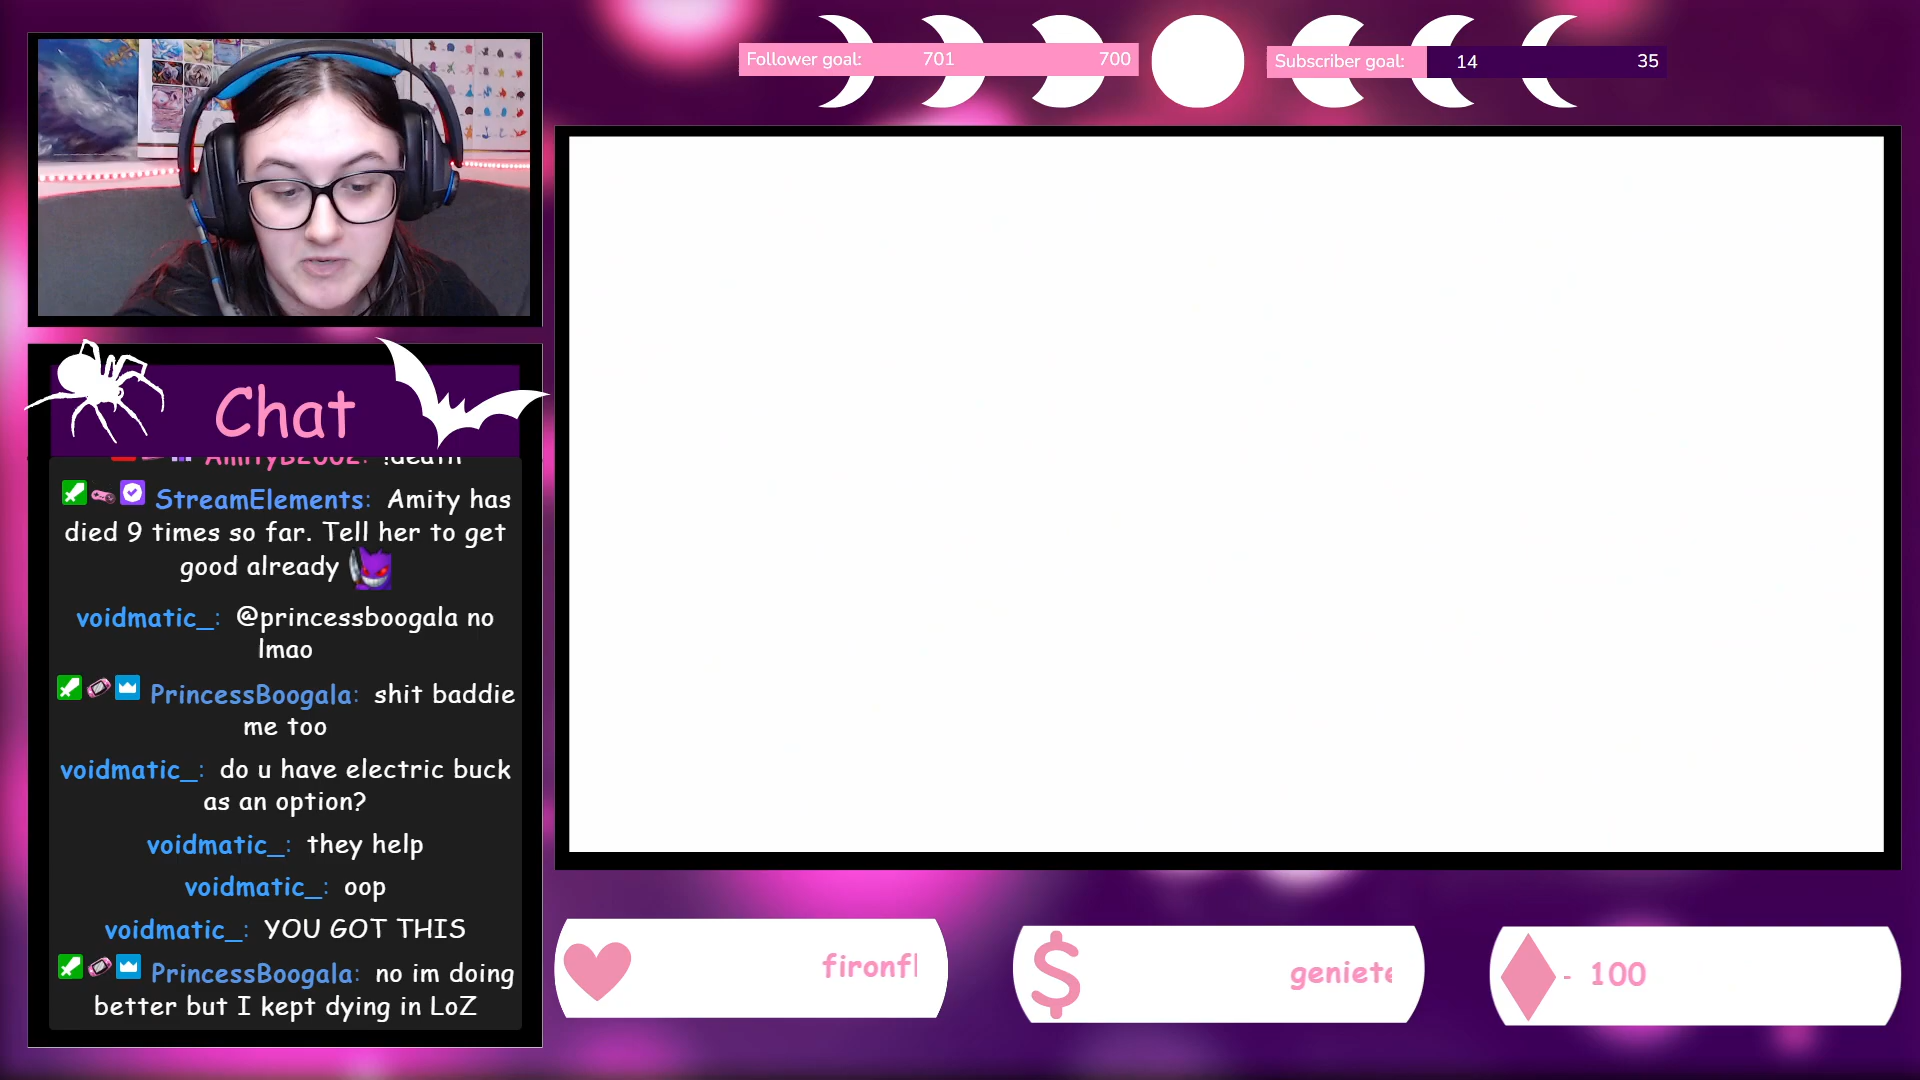 Follower goal: 701 700
Subscriber goal: 14 35
Chat
AmityB2002: !death
StreamElements: Amity has
died 9 times so far. Tell her to get
good already
voidmatic_: @princessboogala no
lmao
PrincessBoogala: shit baddie
me too
voidmatic_: do u have electric buck
as an option?
voidmatic_: they help
voidmatic_: oop
voidmatic_: YOU GOT THIS
PrincessBoogala: no im doing
better but I kept dying in LoZ
fironfl
geniete
- 100